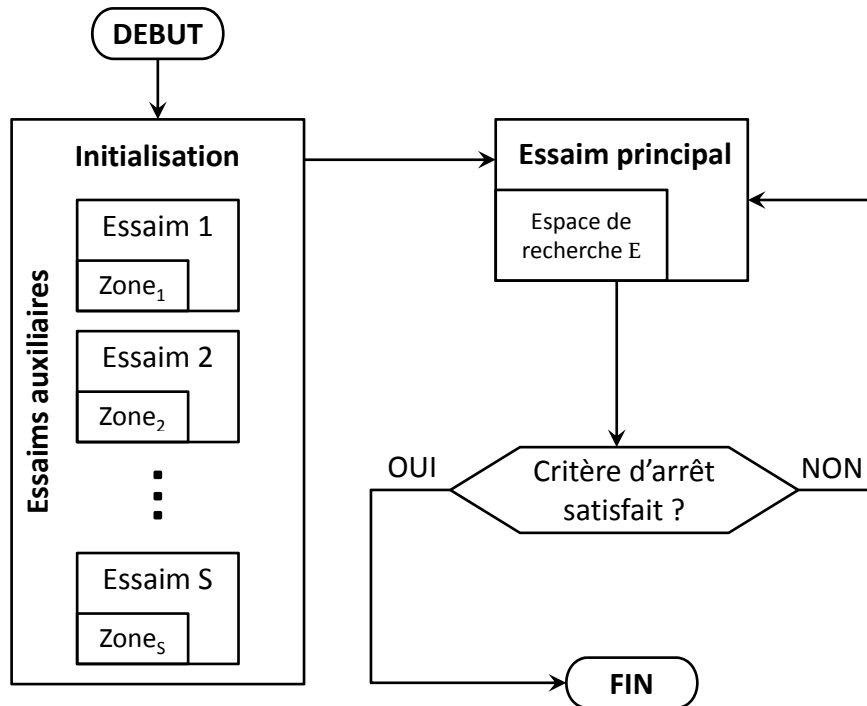 DEBUT
Initialisation
Essaims auxiliaires
Essaim 1
Zone₁
Essaim 2
Zone₂
Essaim S
Zoneₛ
Essaim principal
Espace de
recherche E
OUI
Critère d’arrêt
satisfait ?
NON
FIN